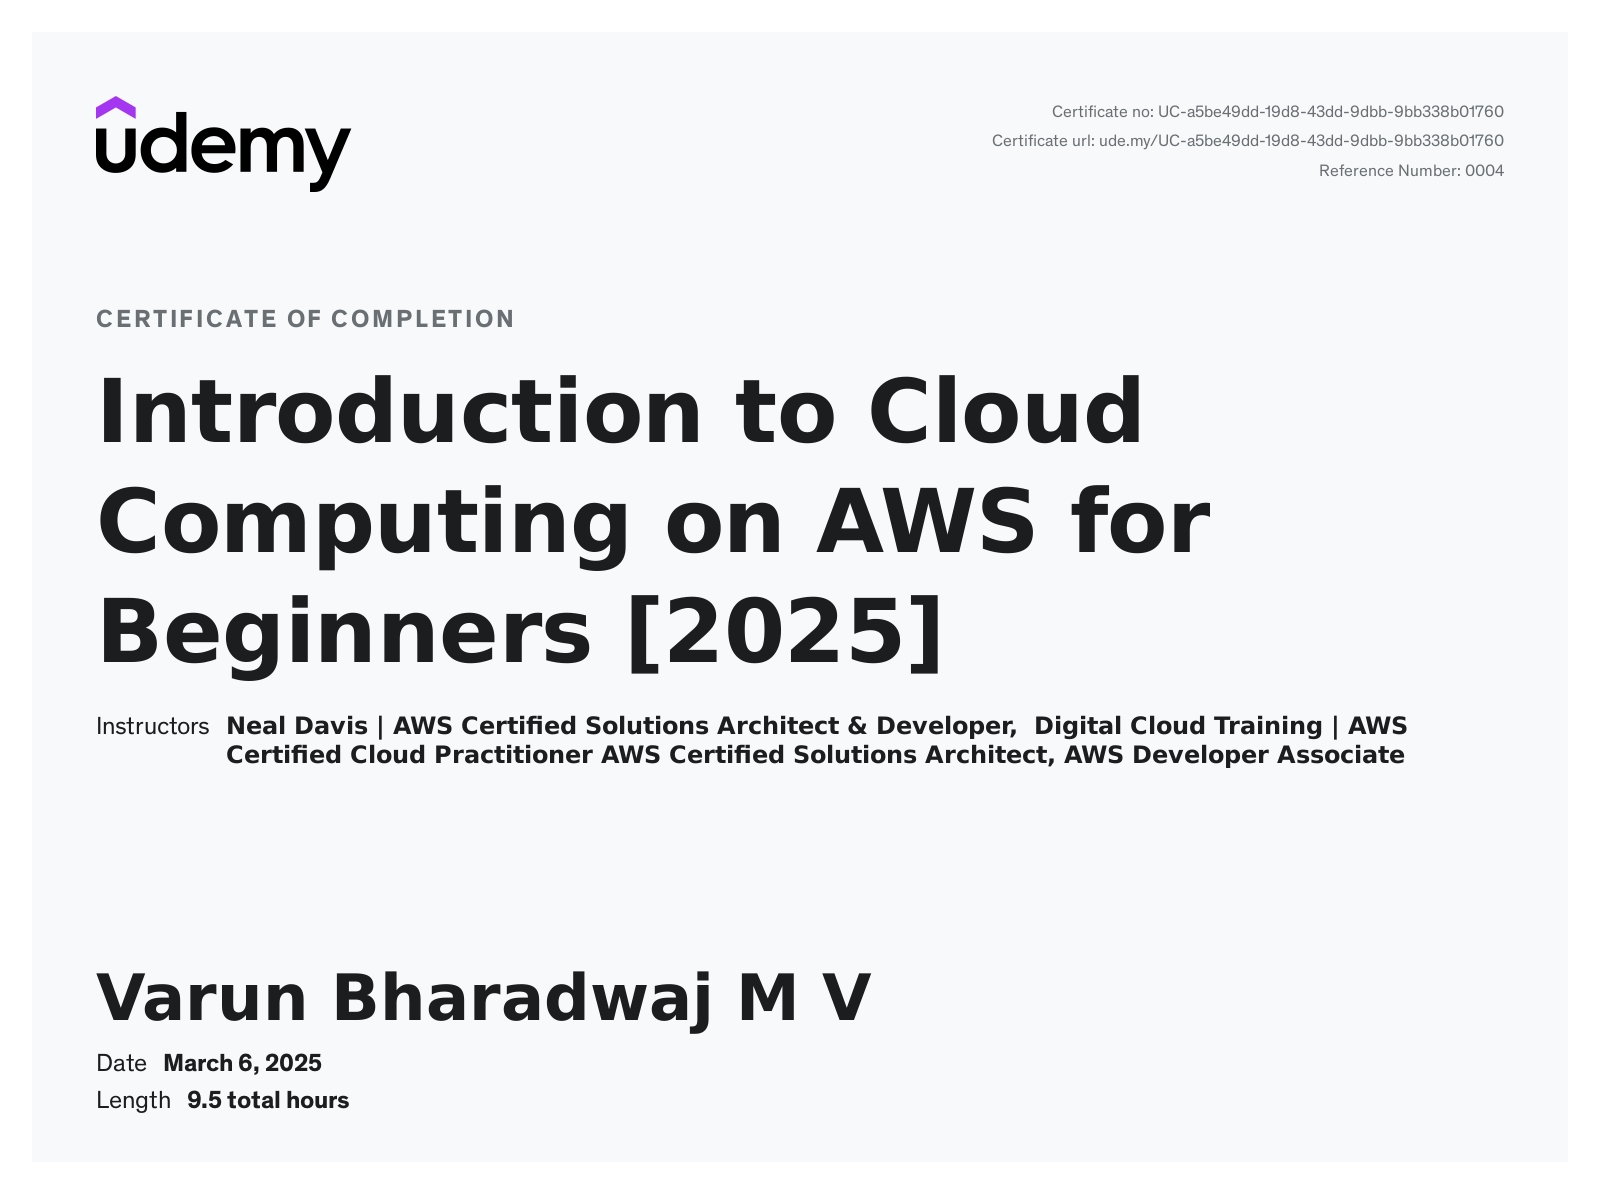 udemy
Certificate no: UC-a5be49dd-19d8-43dd-9dbb-9bb338b01760
Certificate url: ude.my/UC-a5be49dd-19d8-43dd-9dbb-9bb338b01760
Reference Number: 0004
CERTIFICATE OF COMPLETION
Introduction to Cloud
Computing on AWS for
Beginners [2025]
Instructors Neal Davis | AWS Certified Solutions Architect & Developer, Digital Cloud Training | AWS
Certified Cloud Practitioner AWS Certified Solutions Architect, AWS Developer Associate
Varun Bharadwaj M V
Date March 6, 2025
Length 9.5 total hours